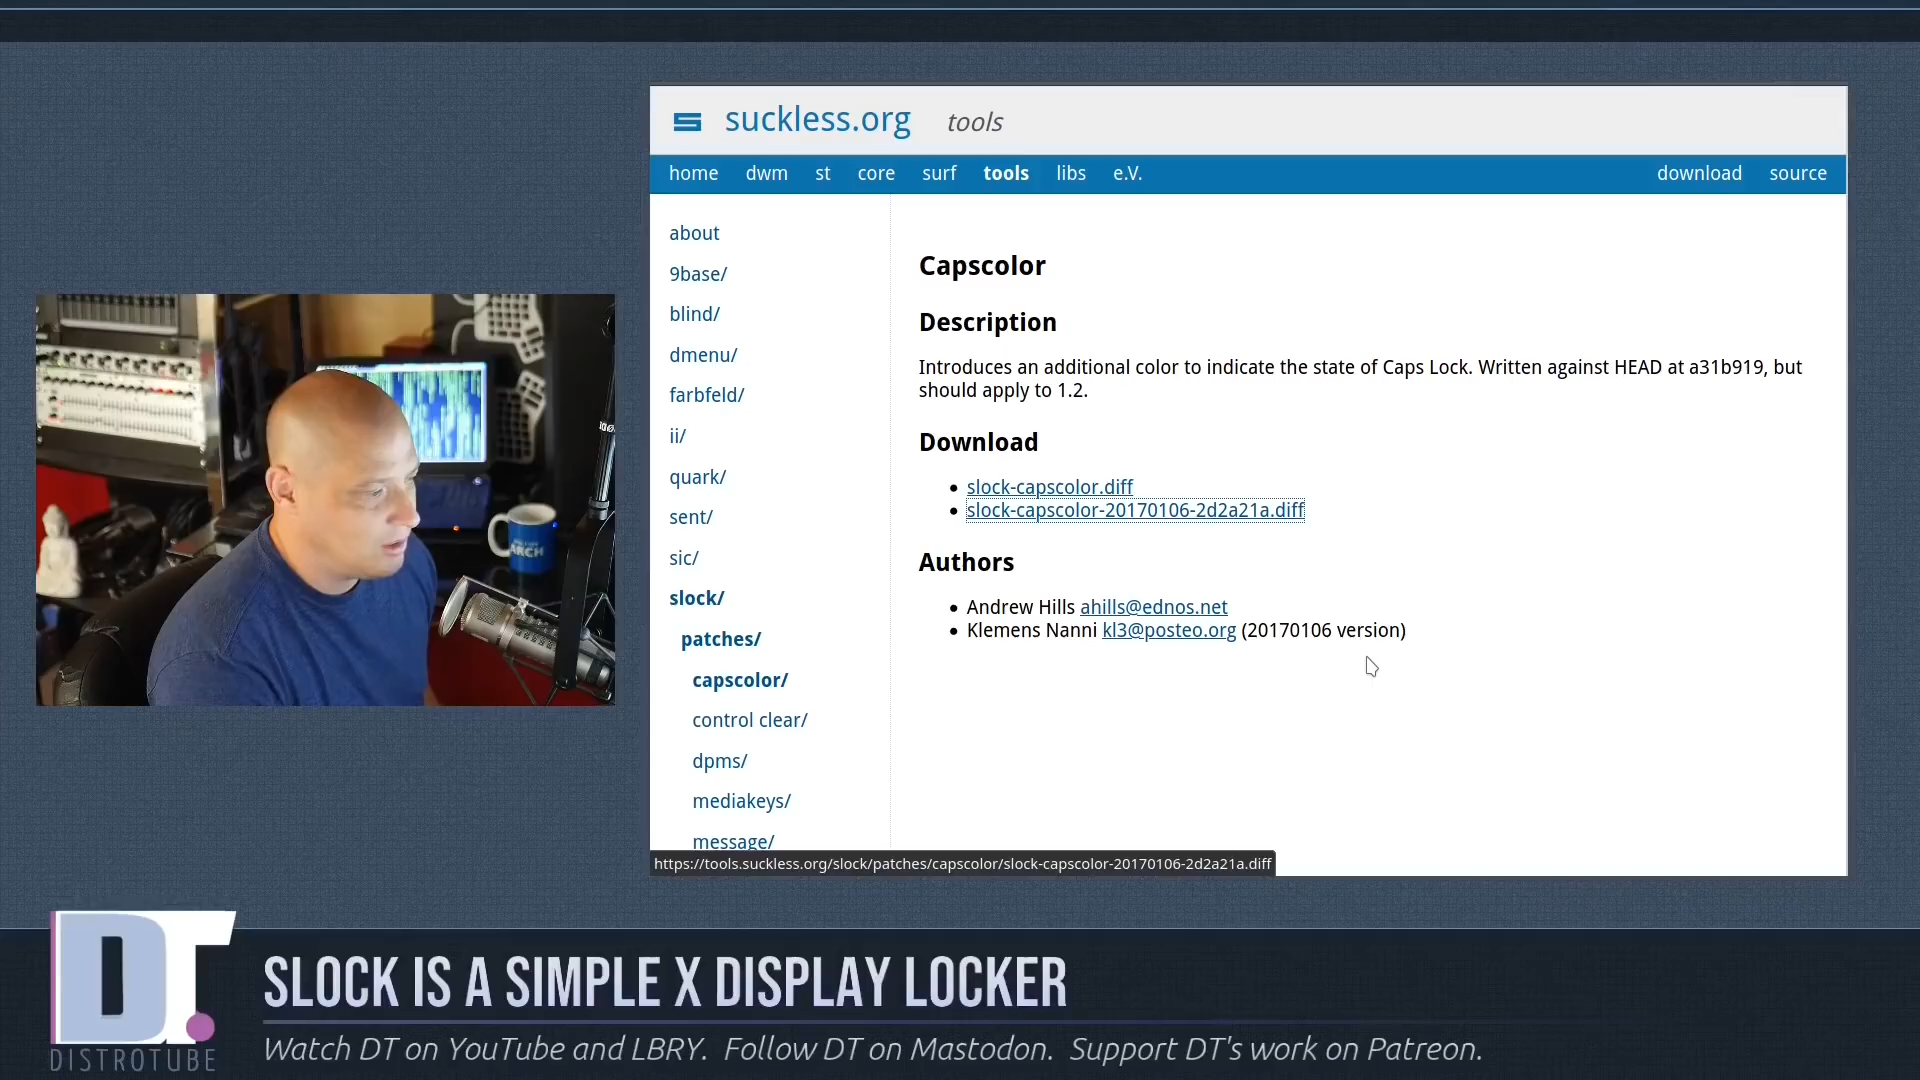 suckless.org tools
home dwm st core surf tools libs e.V. download source
about
9base/
blind/
dmenu/
farbfeld/
ii/
quark/
sent/
sic/
slock/
patches/
capscolor/
control clear/
dpms/
mediakeys/
message/
Capscolor
Description
Introduces an additional color to indicate the state of Caps Lock. Written against HEAD at a31b919, but
should apply to 1.2.
Download
slock-capscolor.diff
slock-capscolor-20170106-2d2a21a.diff
Authors
Andrew Hills ahills@ednos.net
Klemens Nanni kl3@posteo.org (20170106 version)
https://tools.suckless.org/slock/patches/capscolor/slock-capscolor-20170106-2d2a21a.diff
ARCH
DT.
DISTROTUBE
SLOCK IS A SIMPLE X DISPLAY LOCKER
Watch DT on YouTube and LBRY. Follow DT on Mastodon. Support DT's work on Patreon.